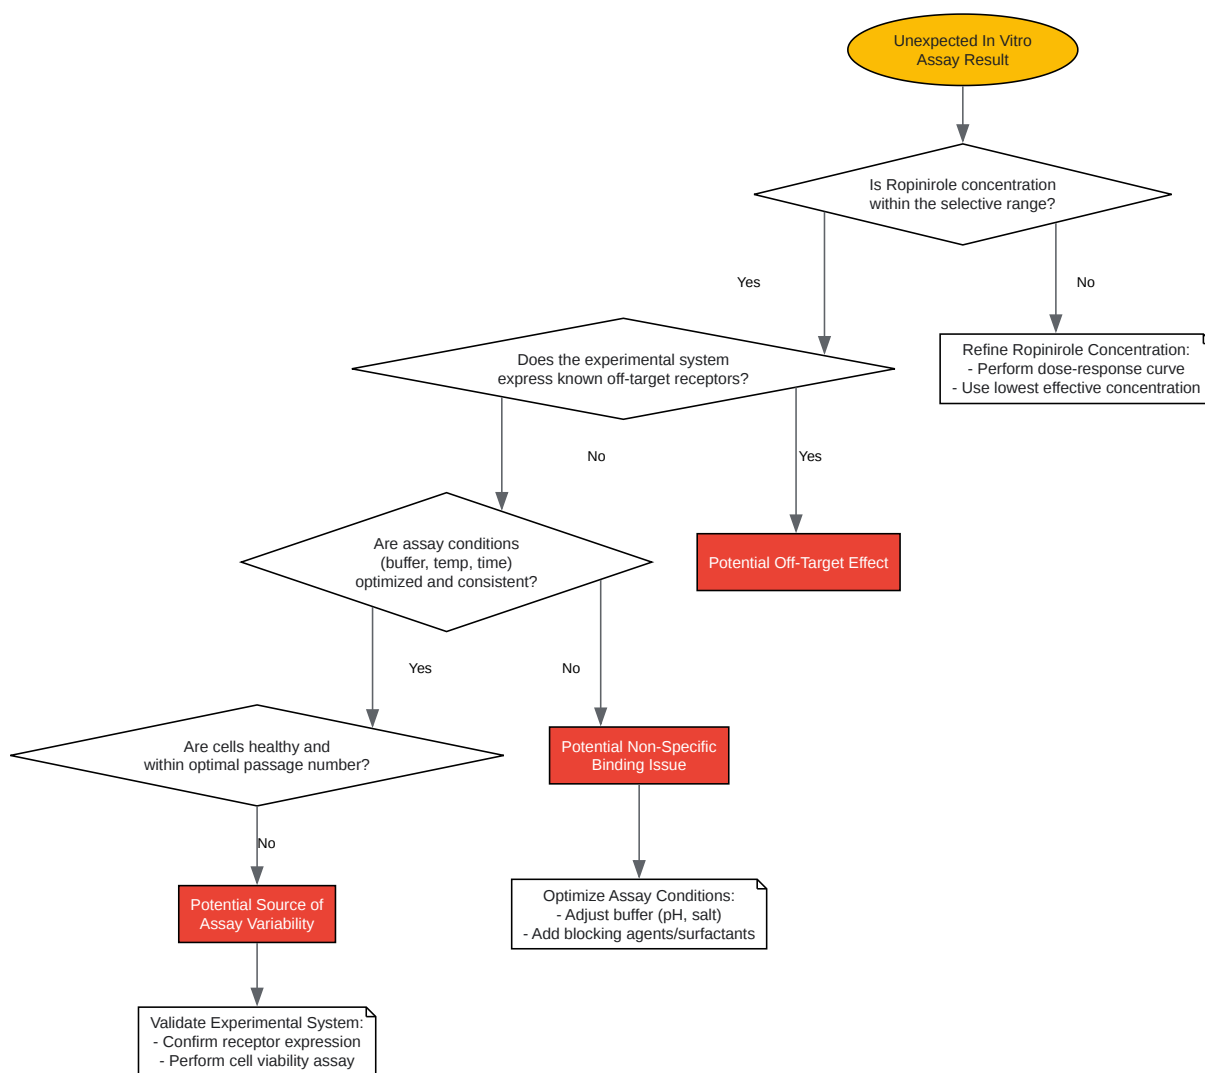 Unexpected In Vitro
Assay Result
Is Ropinirole concentration
within the selective range?
Yes
No
Does the experimental system
express known off-target receptors?
Refine Ropinirole Concentration:
- Perform dose-response curve
- Use lowest effective concentration
No
Yes
Are assay conditions
(buffer, temp, time)
optimized and consistent?
Potential Off-Target Effect
Yes
No
Are cells healthy and
within optimal passage number?
Potential Non-Specific
Binding Issue
No
Potential Source of
Assay Variability
Optimize Assay Conditions:
- Adjust buffer (pH, salt)
- Add blocking agents/surfactants
Validate Experimental System:
- Confirm receptor expression
- Perform cell viability assay